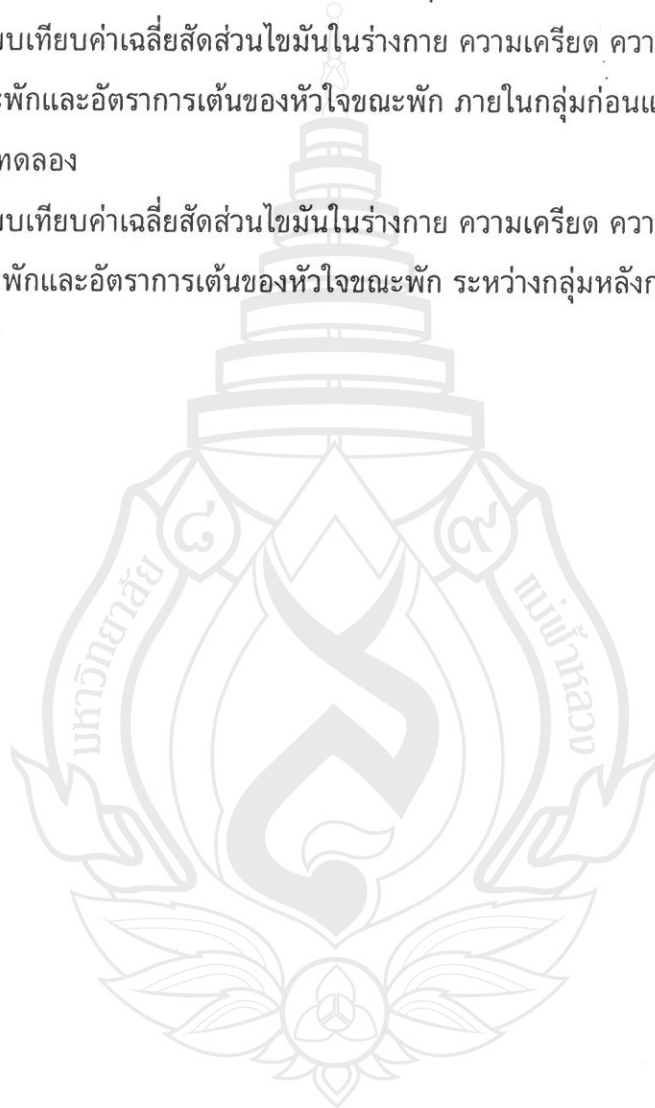 บเทียบค่าเฉลี่ยสัดส่วนไขมันในร่างกาย ความเครียด ควา
พักและอัตราการเต้นของหัวใจขณะพัก ภายในกลุ่มก่อนแ
ทดลอง
บเทียบค่าเฉลี่ยสัดส่วนไขมันในร่างกาย ความเครียด ควา
พักและอัตราการเต้นของหัวใจขณะพัก ระหว่างกลุ่มหลังก
๘ ๙
มหาวิทยาลัย แม่ฟ้าหลวง